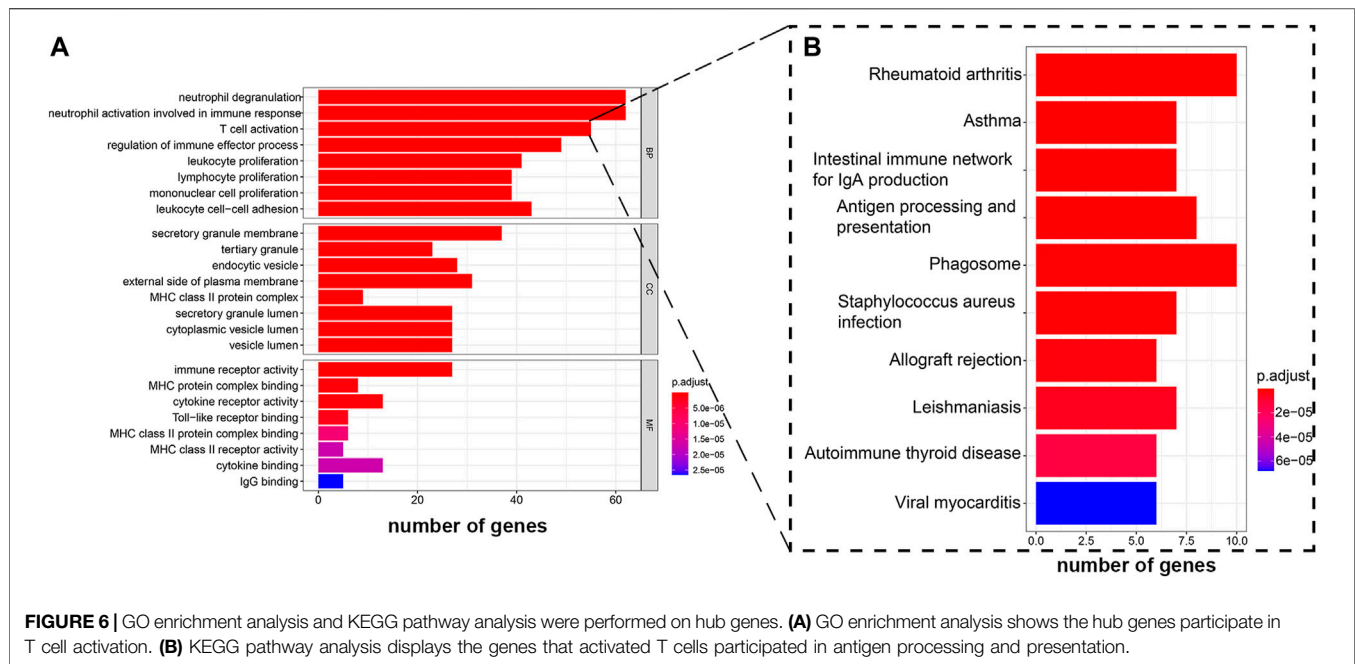 A
neutrophil degranulation
neutrophil activation involved in immune response
T cell activation
regulation of immune effector process
leukocyte proliferation
lymphocyte proliferation
mononuclear cell proliferation
leukocyte cell−cell adhesion
BP
secretory granule membrane
tertiary granule
endocytic vesicle
external side of plasma membrane
MHC class II protein complex
secretory granule lumen
cytoplasmic vesicle lumen
vesicle lumen
CC
immune receptor activity
MHC protein complex binding
cytokine receptor activity
Toll−like receptor binding
MHC class II protein complex binding
MHC class II receptor activity
cytokine binding
IgG binding
MF
0 20 40 60
number of genes
p.adjust
5.0e−06
1.0e−05
1.5e−05
2.0e−05
2.5e−05
B
Rheumatoid arthritis
Asthma
Intestinal immune network
for IgA production
Antigen processing and
presentation
Phagosome
Staphylococcus aureus
infection
Allograft rejection
Leishmaniasis
Autoimmune thyroid disease
Viral myocarditis
0.0 2.5 5.0 7.5 10.0
number of genes
p.adjust
2e−05
4e−05
6e−05
FIGURE 6 | GO enrichment analysis and KEGG pathway analysis were performed on hub genes. (A) GO enrichment analysis shows the hub genes participate in
T cell activation. (B) KEGG pathway analysis displays the genes that activated T cells participated in antigen processing and presentation.